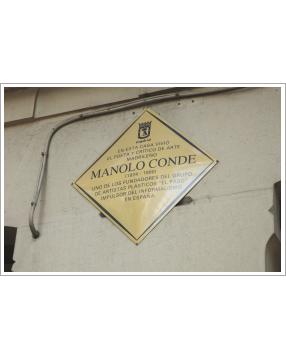 EN ESTA CASA VIVIÓ
EL POETA Y CRÍTICO DE ARTE
MADRILEÑO
MANOLO CONDE
UNO DE LOS FUNDADORES DEL GRUPO
DE ARTISTAS PLÁSTICOS "EL PASO"
IMPULSOR DEL INFORMALISMO
EN ESPAÑA